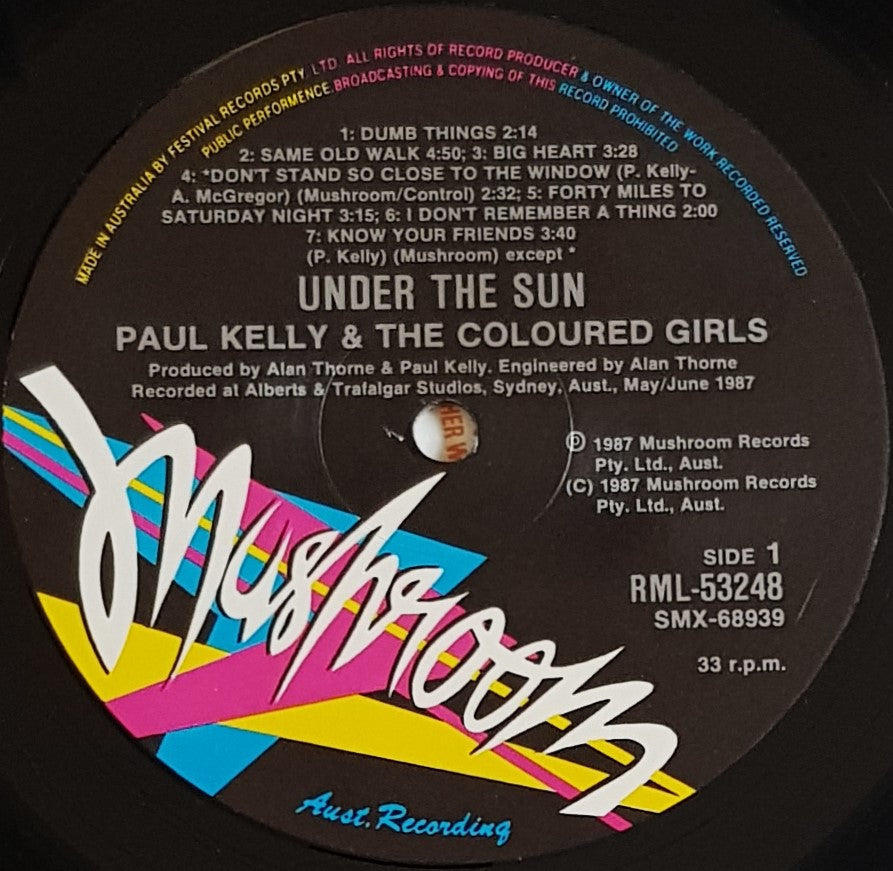 MADE IN AUSTRALIA BY FESTIVAL RECORDS PTY. LTD. ALL RIGHTS OF RECORD PRODUCER & OWNER OF THE WORK RECORDED RESERVED
PUBLIC PERFORMENCE. BROADCASTING & COPYING OF THIS RECORD PROHIBITED
1: DUMB THINGS 2:14
2: SAME OLD WALK 4:50; 3: BIG HEART 3:28
4: *DON'T STAND SO CLOSE TO THE WINDOW (P. Kelly-
A. McGregor) (Mushroom/Control) 2:32; 5: FORTY MILES TO
SATURDAY NIGHT 3:15; 6: I DON'T REMEMBER A THING 2:00
7: KNOW YOUR FRIENDS 3:40
(P. Kelly) (Mushroom) except *
UNDER THE SUN
PAUL KELLY & THE COLOURED GIRLS
Produced by Alan Thorne & Paul Kelly. Engineered by Alan Thorne
Recorded at Alberts & Trafalgar Studios, Sydney, Aust., May/June 1987
HER W
℗ 1987 Mushroom Records
Pty. Ltd., Aust.
(C) 1987 Mushroom Records
Pty. Ltd., Aust.
SIDE 1
RML-53248
SMX-68939
33 r.p.m.
Mushroom
Aust. Recording